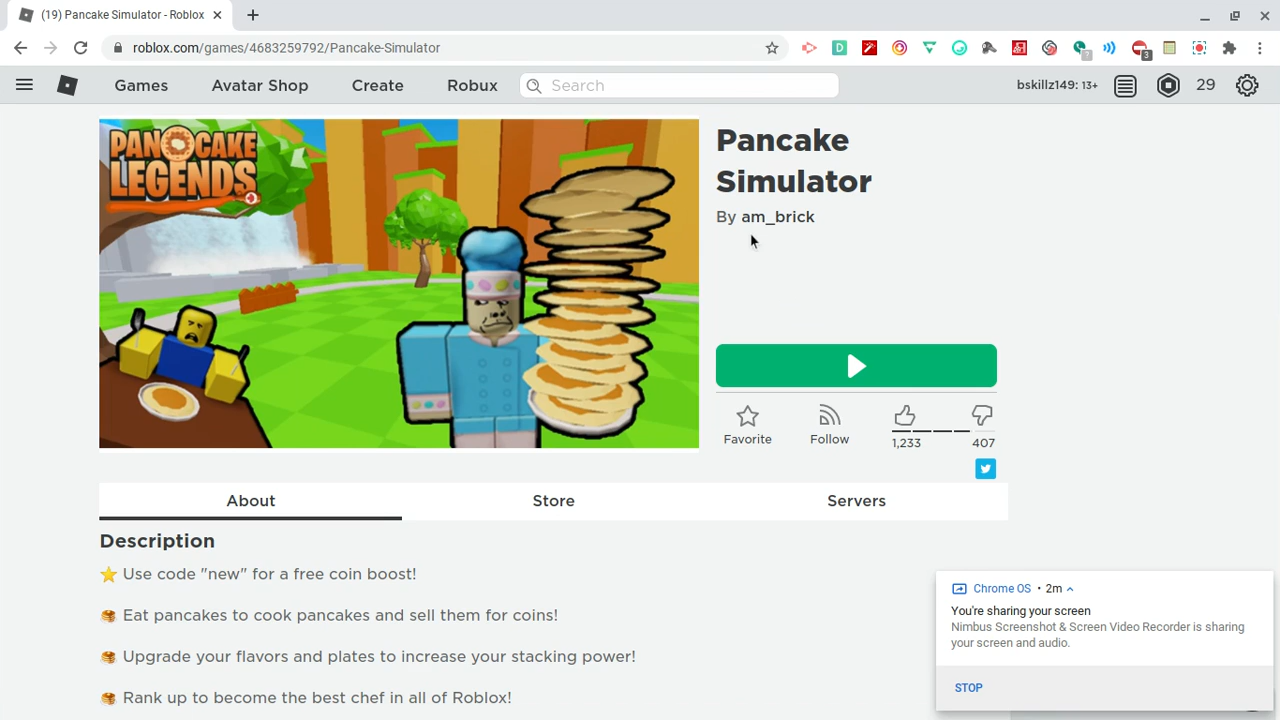 (19) Pancake Simulator - Roblox
roblox.com/games/4683259792/Pancake-Simulator
?
3
Games
Avatar Shop
Create
Robux
Search
bskillz149: 13+
29
PANCAKE
LEGENDS
Pancake
Simulator
By am_brick
Favorite
Follow
1,233
407
About
Store
Servers
Description
Use code "new" for a free coin boost!
Eat pancakes to cook pancakes and sell them for coins!
Upgrade your flavors and plates to increase your stacking power!
Rank up to become the best chef in all of Roblox!
Chrome OS • 2m
You're sharing your screen
Nimbus Screenshot & Screen Video Recorder is sharing
your screen and audio.
STOP